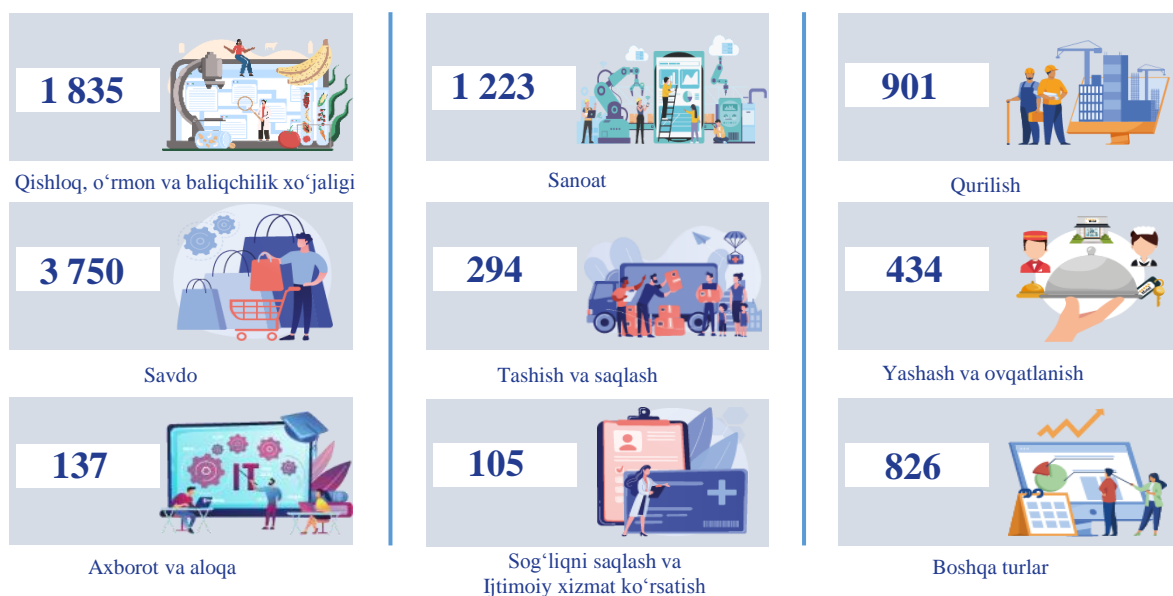 1 835
1 223
901
Qishloq, o‘rmon va baliqchilik xo‘jaligi
Sanoat
Qurilish
3 750
294
434
Savdo
Tashish va saqlash
Yashash va ovqatlanish
IT
137
105
826
Axborot va aloqa
Sog‘liqni saqlash va
Ijtimoiy xizmat ko‘rsatish
Boshqa turlar